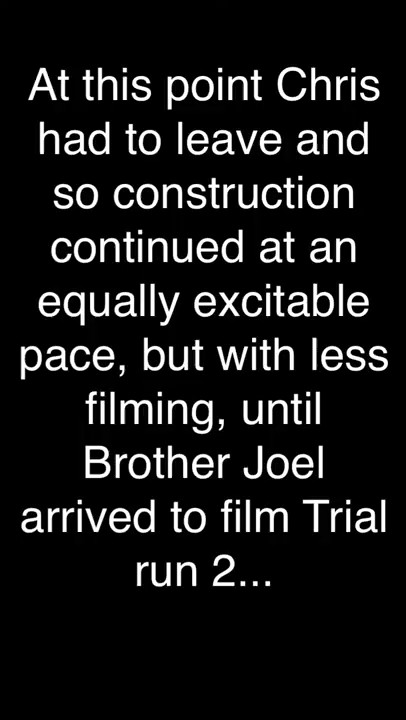 At this point Chris
had to leave and
so construction
continued at an
equally excitable
pace, but with less
filming, until
Brother Joel
arrived to film Trial
run 2...